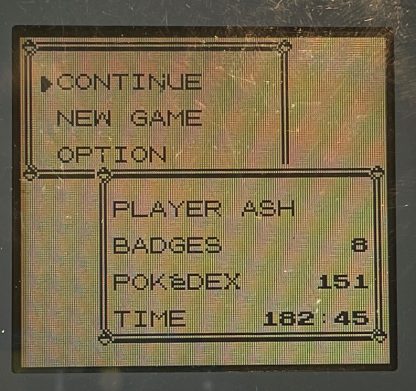 ▶CONTINUE
NEW GAME
OPTION
PLAYER ASH
BADGES 8
POKéDEX 151
TIME 182:45